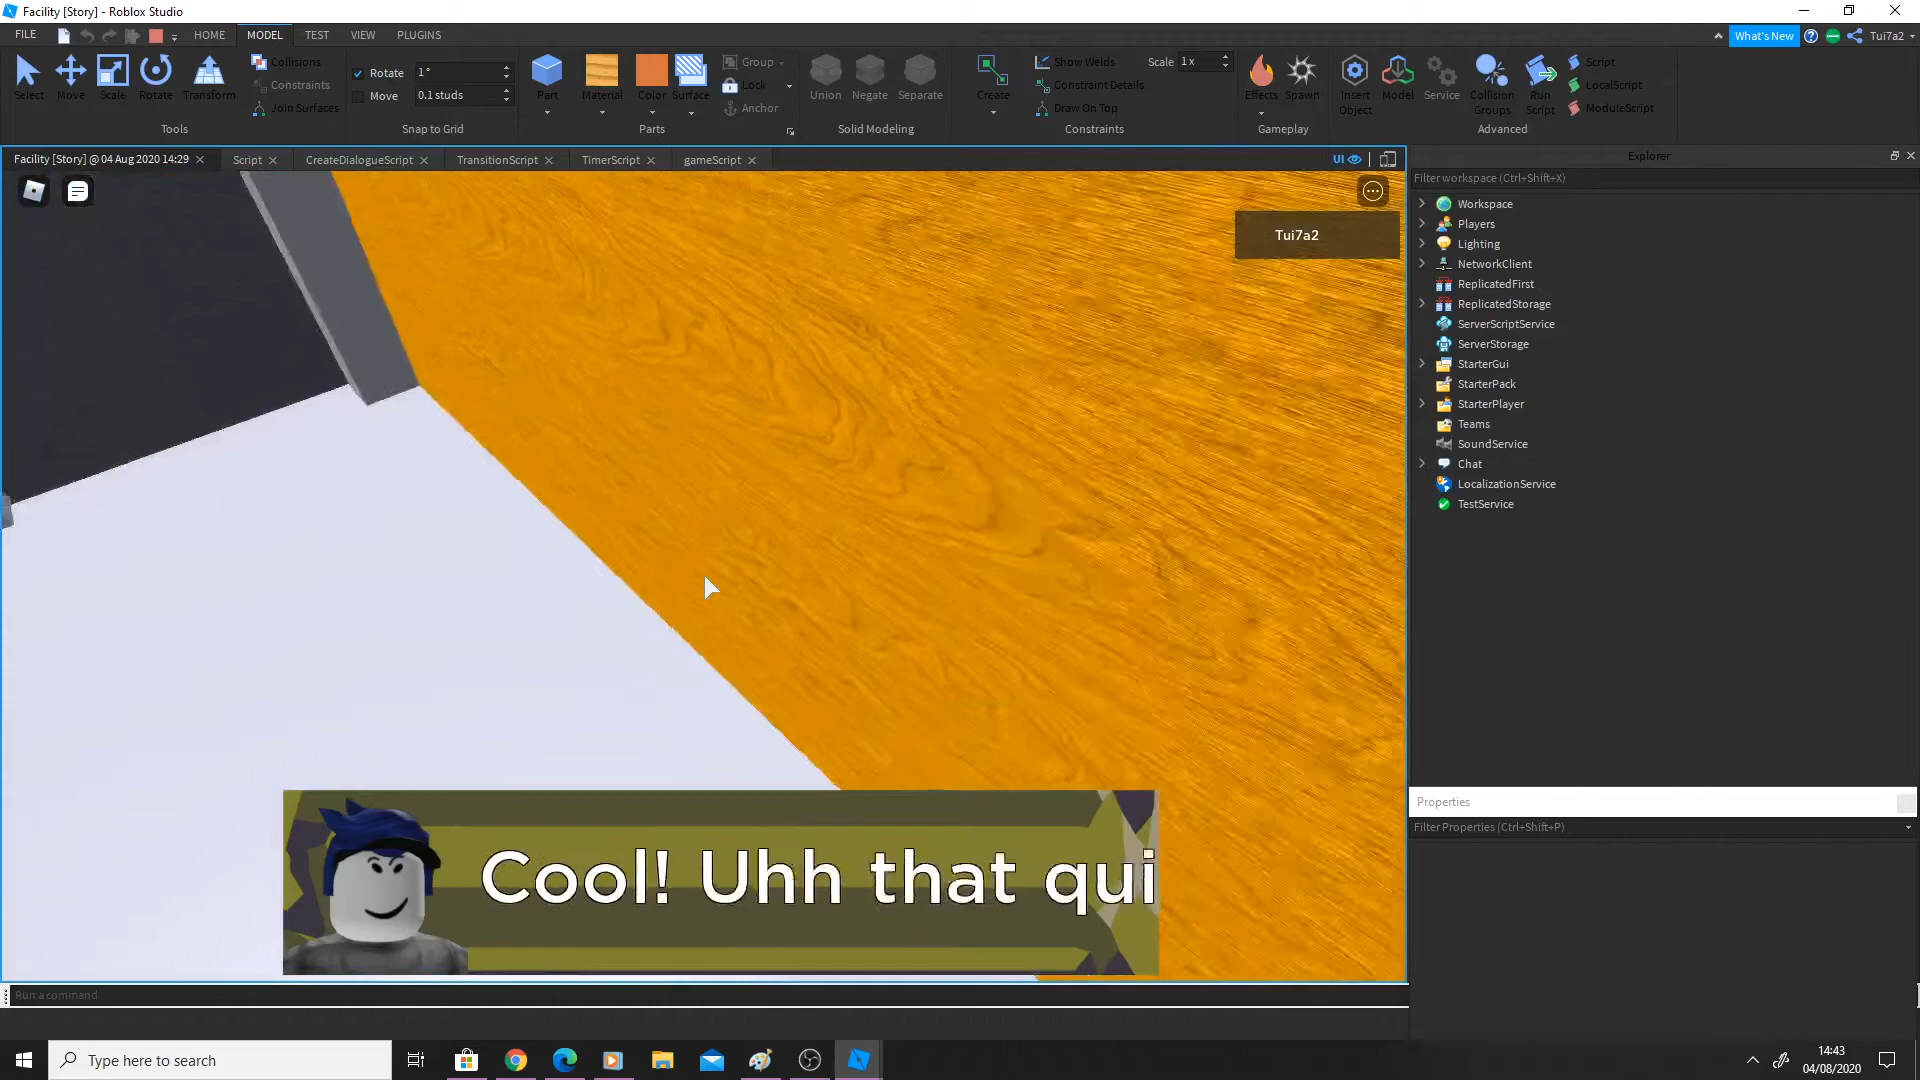 Facility [Story] - Roblox Studio
FILE HOME MODEL TEST VIEW PLUGINS What's New Tui7a2
Select Move Scale Rotate Transform
Collisions
Constraints
Join Surfaces
Tools
Rotate 1°
Move 0.1 studs
Snap to Grid
Part Material Color Surface
Group
Lock
Anchor
Parts
Union Negate Separate
Solid Modeling
Create
Show Welds
Constraint Details
Draw On Top
Scale 1x
Constraints
Effects Spawn
Gameplay
Insert Object
Model
Service
Collision Groups
Run Script
Script
LocalScript
ModuleScript
Advanced
Facility [Story] @ 04 Aug 2020 14:29 Script CreateDialogueScript TransitionScript TimerScript gameScript UI
Tui7a2
Cool! Uhh that qui
Explorer
Filter workspace (Ctrl+Shift+X)
Workspace
Players
Lighting
NetworkClient
ReplicatedFirst
ReplicatedStorage
ServerScriptService
ServerStorage
StarterGui
StarterPack
StarterPlayer
Teams
SoundService
Chat
LocalizationService
TestService
Properties
Filter Properties (Ctrl+Shift+P)
Run a command
Type here to search
14:43
04/08/2020